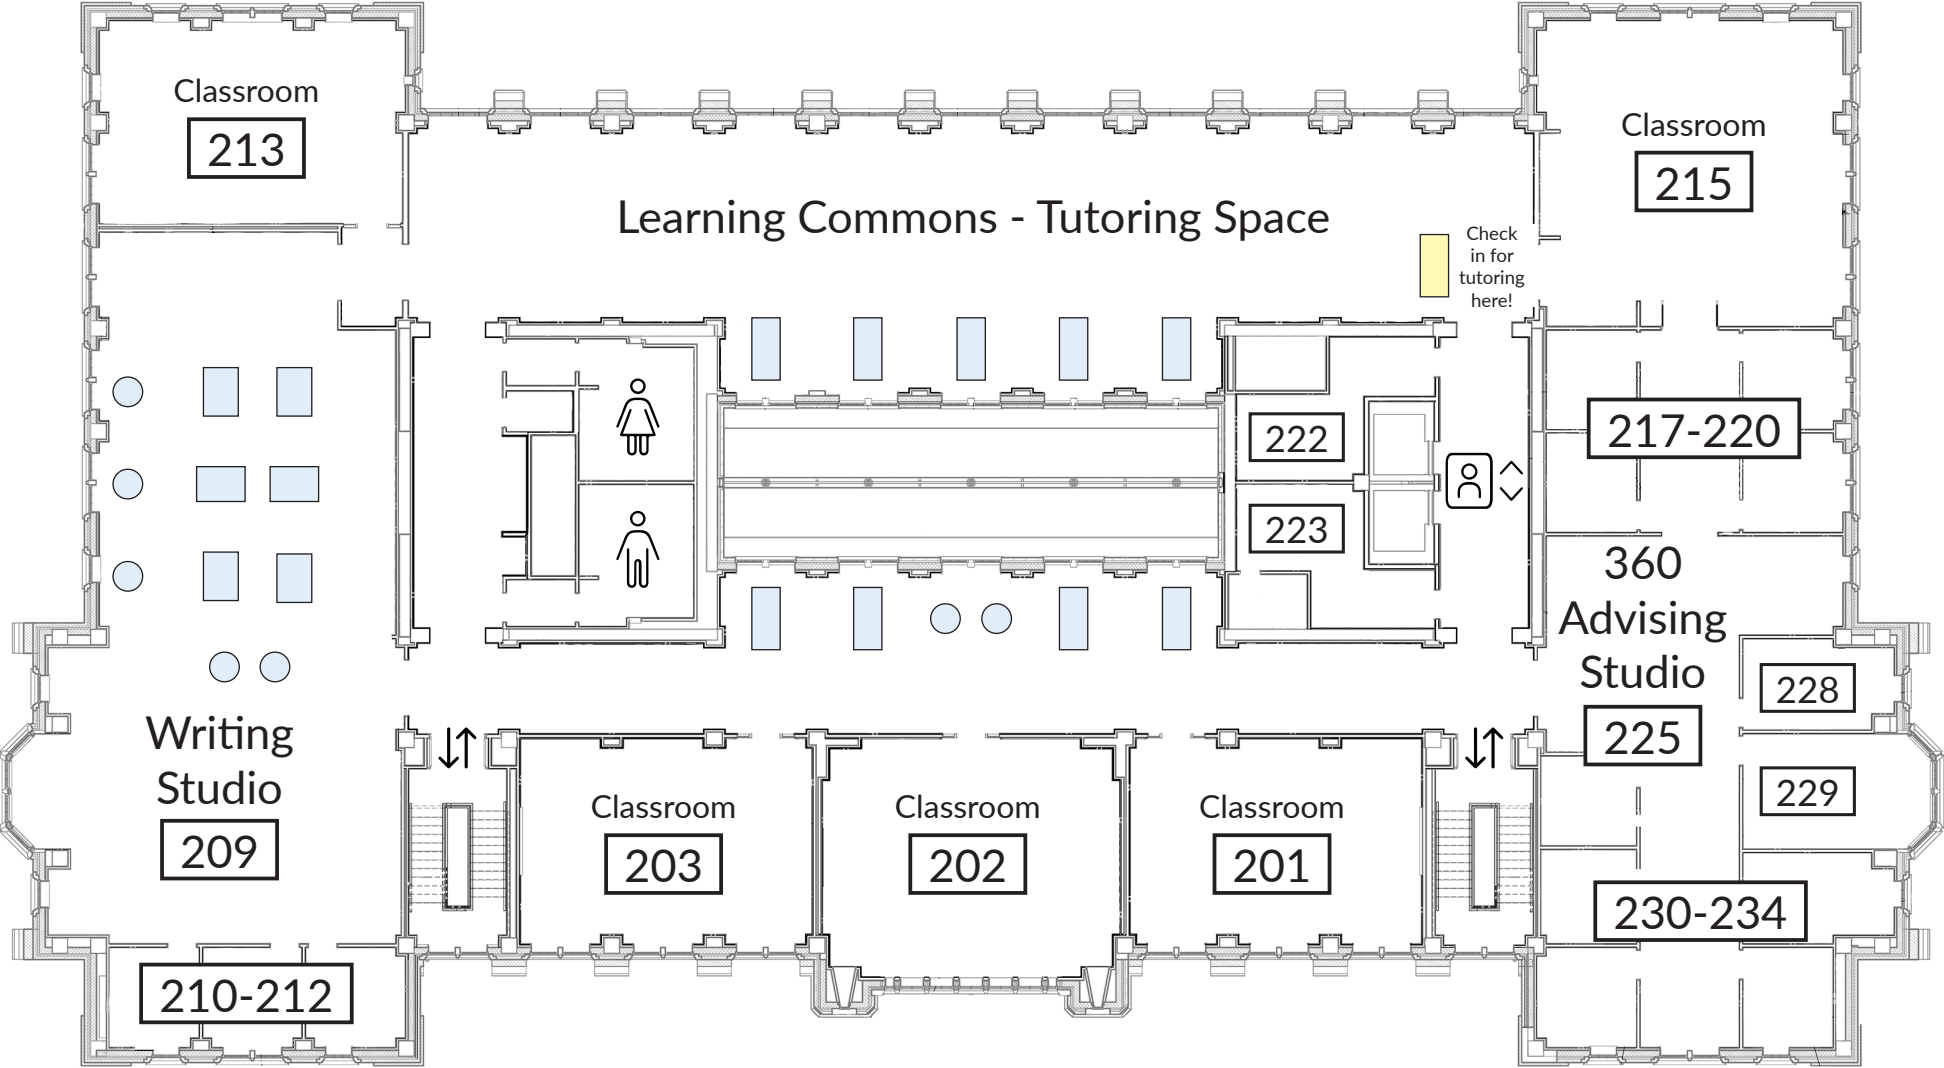 Classroom
213
Classroom
215
Learning Commons - Tutoring Space
Check
in for
tutoring
here!
222
223
217-220
360
Advising
Studio
225
228
229
230-234
Writing
Studio
209
210-212
Classroom
203
Classroom
202
Classroom
201